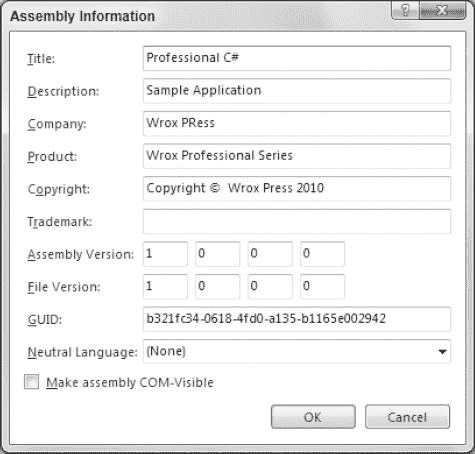 Assembly Information
Title: Professional C#
Description: Sample Application
Company: Wrox PRess
Product: Wrox Professional Series
Copyright: Copyright © Wrox Press 2010
Trademark:
Assembly Version: 1 0 0 0
File Version: 1 0 0 0
GUID: b321fc34-0618-4fd0-a135-b1165e002942
Neutral Language: (None)
Make assembly COM-Visible
OK Cancel